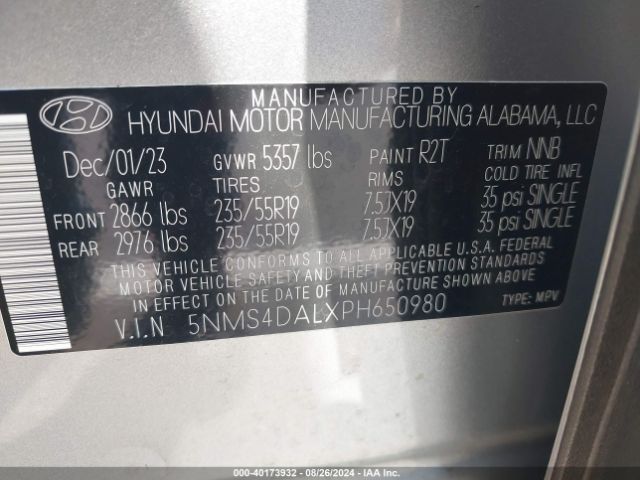 MANUFACTURED BY
HYUNDAI MOTOR MANUFACTURING ALABAMA, LLC
Dec/01/23 GVWR 5357 lbs PAINT R2T TRIM NNB
GAWR TIRES RIMS COLD TIRE INFL
FRONT 2866 lbs 235/55R19 7.5JX19 35 psi SINGLE
REAR 2976 lbs 235/55R19 7.5JX19 35 psi SINGLE
THIS VEHICLE CONFORMS TO ALL APPLICABLE U.S.A. FEDERAL
MOTOR VEHICLE SAFETY AND THEFT PREVENTION STANDARDS
IN EFFECT ON THE DATE OF MANUFACTURE SHOWN ABOVE.
V.I.N 5NMS4DALXPH650980 TYPE: MPV
000-40173932 - 08/26/2024 - IAA Inc.